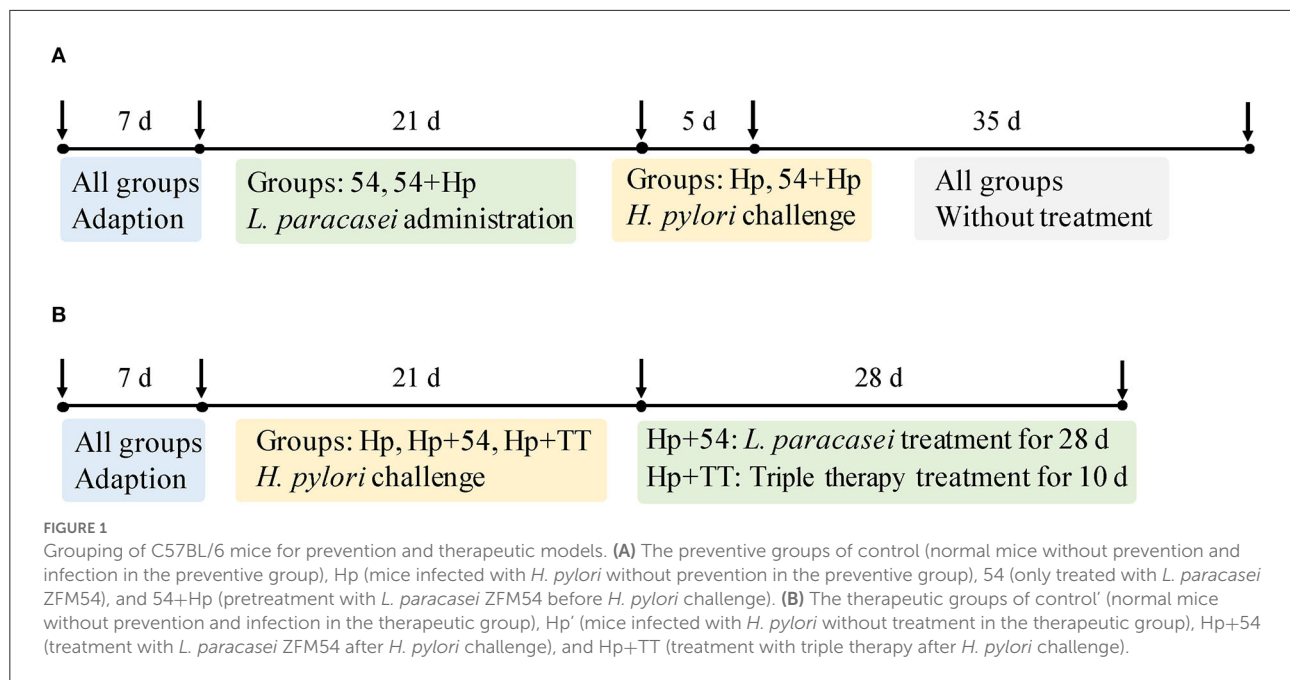 A
7 d
21 d
5 d
35 d
All groups
Adaption
Groups: 54, 54+Hp
L. paracasei administration
Groups: Hp, 54+Hp
H. pylori challenge
All groups
Without treatment
B
7 d
21 d
28 d
All groups
Adaption
Groups: Hp, Hp+54, Hp+TT
H. pylori challenge
Hp+54: L. paracasei treatment for 28 d
Hp+TT: Triple therapy treatment for 10 d
FIGURE 1
Grouping of C57BL/6 mice for prevention and therapeutic models. (A) The preventive groups of control (normal mice without prevention and
infection in the preventive group), Hp (mice infected with H. pylori without prevention in the preventive group), 54 (only treated with L. paracasei
ZFM54), and 54+Hp (pretreatment with L. paracasei ZFM54 before H. pylori challenge). (B) The therapeutic groups of control′ (normal mice
without prevention and infection in the therapeutic group), Hp′ (mice infected with H. pylori without treatment in the therapeutic group), Hp+54
(treatment with L. paracasei ZFM54 after H. pylori challenge), and Hp+TT (treatment with triple therapy after H. pylori challenge).